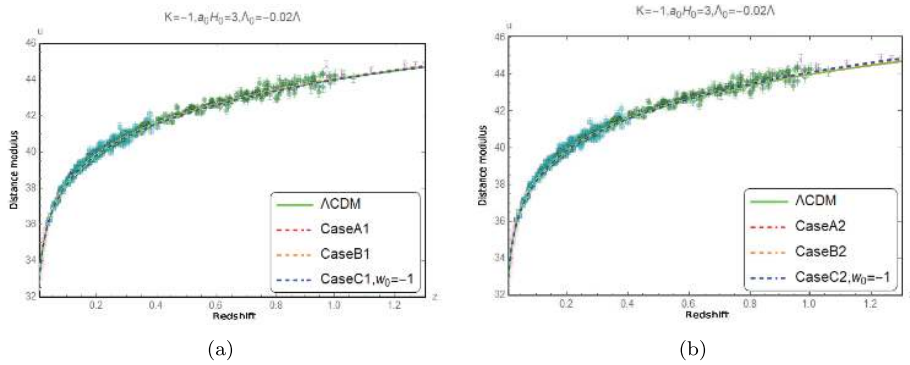 K=−1,a₀H₀=3,Λ₀=−0.02Λ
u
46
44
42
40
38
36
34
32
Distance modulus
ΛCDM
CaseA1
CaseB1
CaseC1,w₀=−1
0.2
0.4
0.6
0.8
1.0
1.2
z
Redshift
(a)
K=−1,a₀H₀=3,Λ₀=−0.02Λ
u
46
44
42
40
38
36
34
32
Distance modulus
ΛCDM
CaseA2
CaseB2
CaseC2,w₀=−1
0.2
0.4
0.6
0.8
1.0
1.2
Redshift
(b)